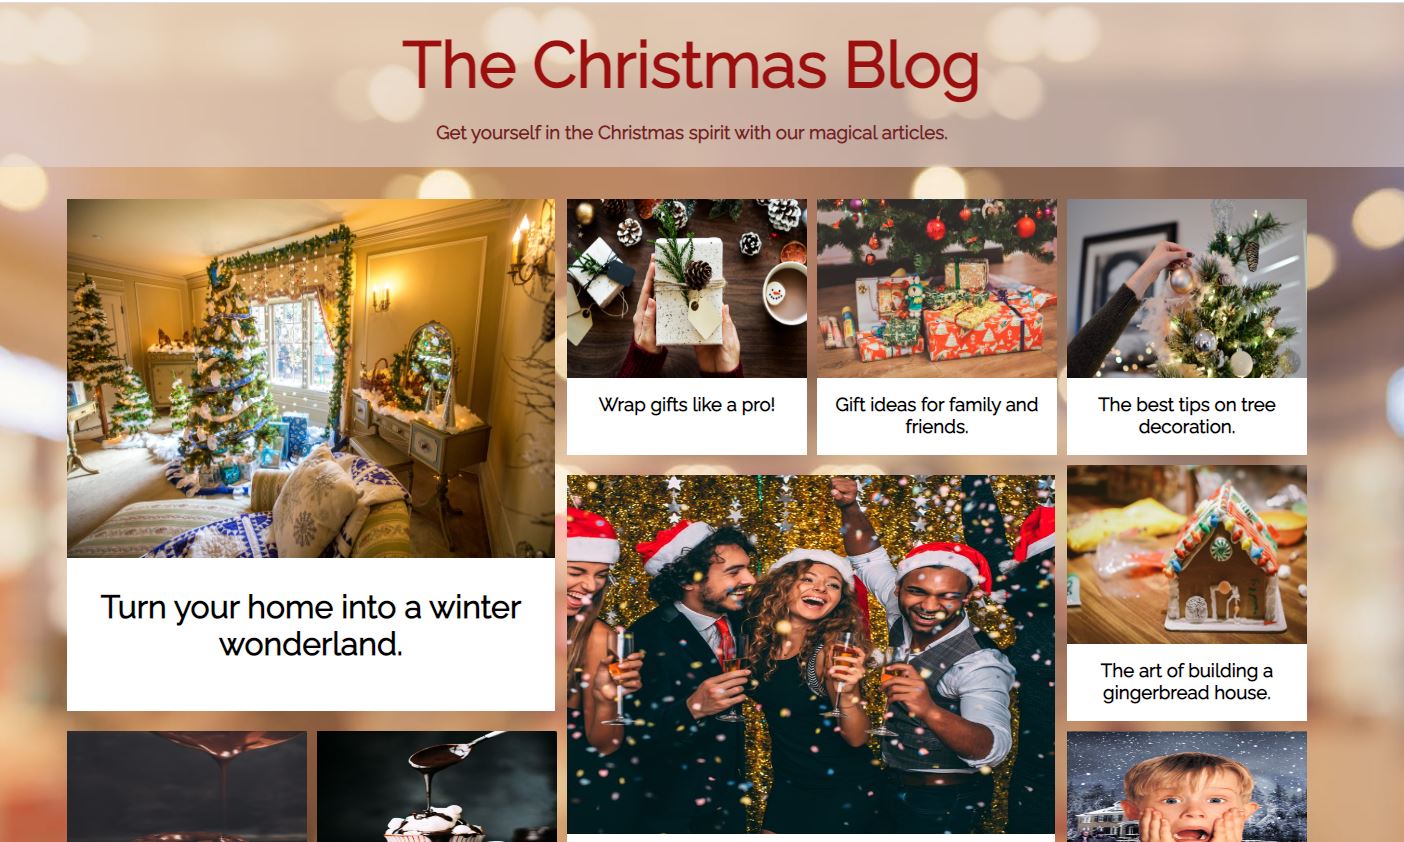 The Christmas Blog
Get yourself in the Christmas spirit with our magical articles.
Wrap gifts like a pro!
Gift ideas for family and
friends.
The best tips on tree
decoration.
Turn your home into a winter
wonderland.
The art of building a
gingerbread house.